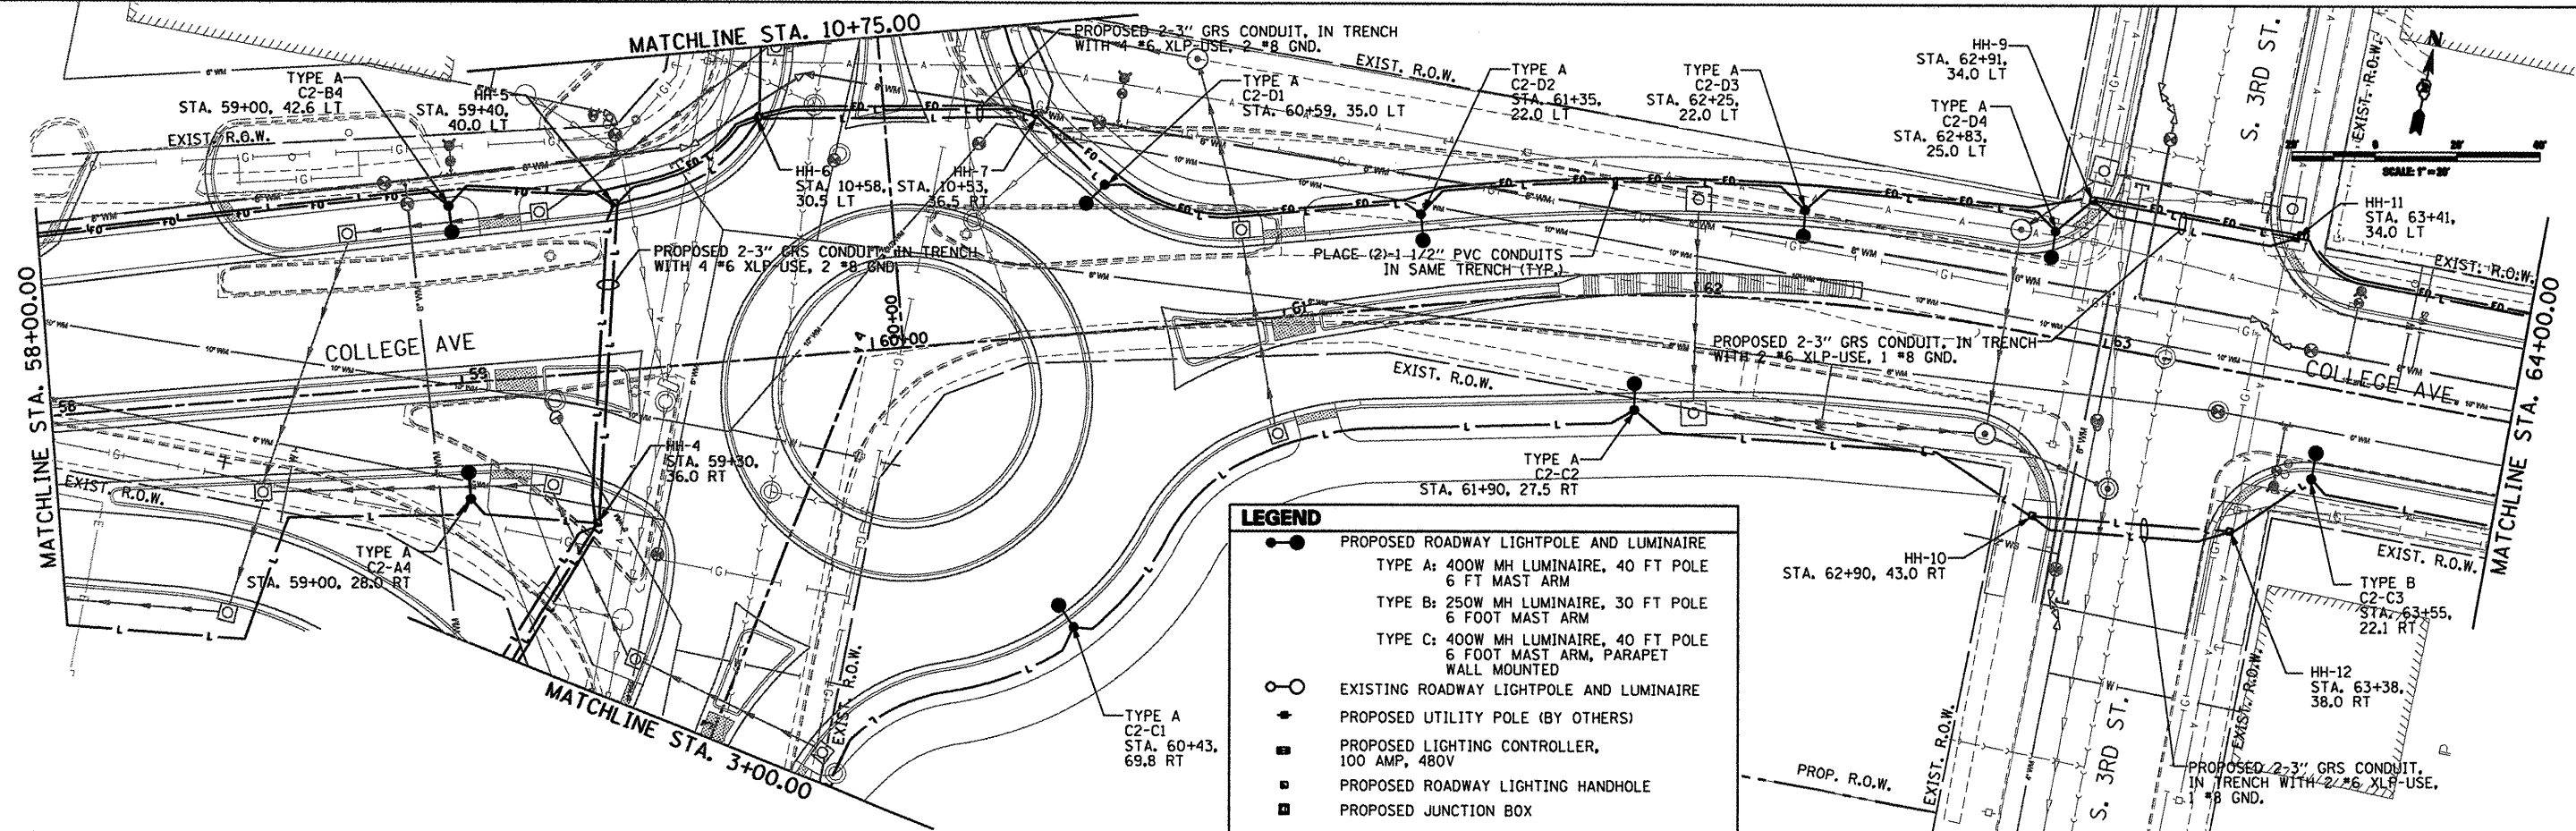 MATCHLINE STA. 10+75.00
PROPOSED 2-3" GRS CONDUIT, IN TRENCH
WITH 4 #6 XLP-USE, 2 #8 GND.
TYPE A
C2-B4
STA. 59+00, 42.6 LT
HH-5
STA. 59+40,
40.0 LT
EXIST. R.O.W.
TYPE A
C2-D1
STA. 60+59, 35.0 LT
EXIST. R.O.W.
TYPE A
C2-D2
STA. 61+35,
22.0 LT
TYPE A
C2-D3
STA. 62+25,
22.0 LT
HH-9
STA. 62+91,
34.0 LT
TYPE A
C2-D4
STA. 62+83,
25.0 LT
S. 3RD ST.
EXIST. R.O.W.
N
20' 0 20' 40'
SCALE: 1" = 20'
HH-6
STA. 10+58,
30.5 LT
HH-7
STA. 10+53,
36.5 RT
HH-11
STA. 63+41,
34.0 LT
EXIST. R.O.W.
PROPOSED 2-3" GRS CONDUIT, IN TRENCH
WITH 4 #6 XLP-USE, 2 #8 GND
PLACE (2)-1 1/2" PVC CONDUITS
IN SAME TRENCH (TYP.)
MATCHLINE STA. 58+00.00
58
59
60+00
61
62
63
4
COLLEGE AVE
PROPOSED 2-3" GRS CONDUIT, IN TRENCH
WITH 2 #6 XLP-USE, 1 #8 GND.
EXIST. R.O.W.
COLLEGE AVE.
MATCHLINE STA. 64+00.00
HH-4
STA. 59+30,
36.0 RT
EXIST. R.O.W.
TYPE A
C2-A4
STA. 59+00, 28.0 RT
TYPE A
C2-C2
STA. 61+90, 27.5 RT
HH-10
STA. 62+90, 43.0 RT
EXIST. R.O.W.
TYPE B
C2-C3
STA. 63+55,
22.1 RT
HH-12
STA. 63+38,
38.0 RT
MATCHLINE STA. 3+00.00
EXIST. R.O.W.
TYPE A
C2-C1
STA. 60+43,
69.8 RT
LEGEND
PROPOSED ROADWAY LIGHTPOLE AND LUMINAIRE
TYPE A: 400W MH LUMINAIRE, 40 FT POLE
6 FT MAST ARM
TYPE B: 250W MH LUMINAIRE, 30 FT POLE
6 FOOT MAST ARM
TYPE C: 400W MH LUMINAIRE, 40 FT POLE
6 FOOT MAST ARM, PARAPET
WALL MOUNTED
EXISTING ROADWAY LIGHTPOLE AND LUMINAIRE
PROPOSED UTILITY POLE (BY OTHERS)
PROPOSED LIGHTING CONTROLLER,
100 AMP, 480V
PROPOSED ROADWAY LIGHTING HANDHOLE
PROPOSED JUNCTION BOX
PROP. R.O.W.
EXIST. R.O.W.
S. 3RD ST.
EXIST. R.O.W.
PROPOSED 2-3" GRS CONDUIT,
IN TRENCH WITH 2 #6 XLP-USE,
1 #8 GND.